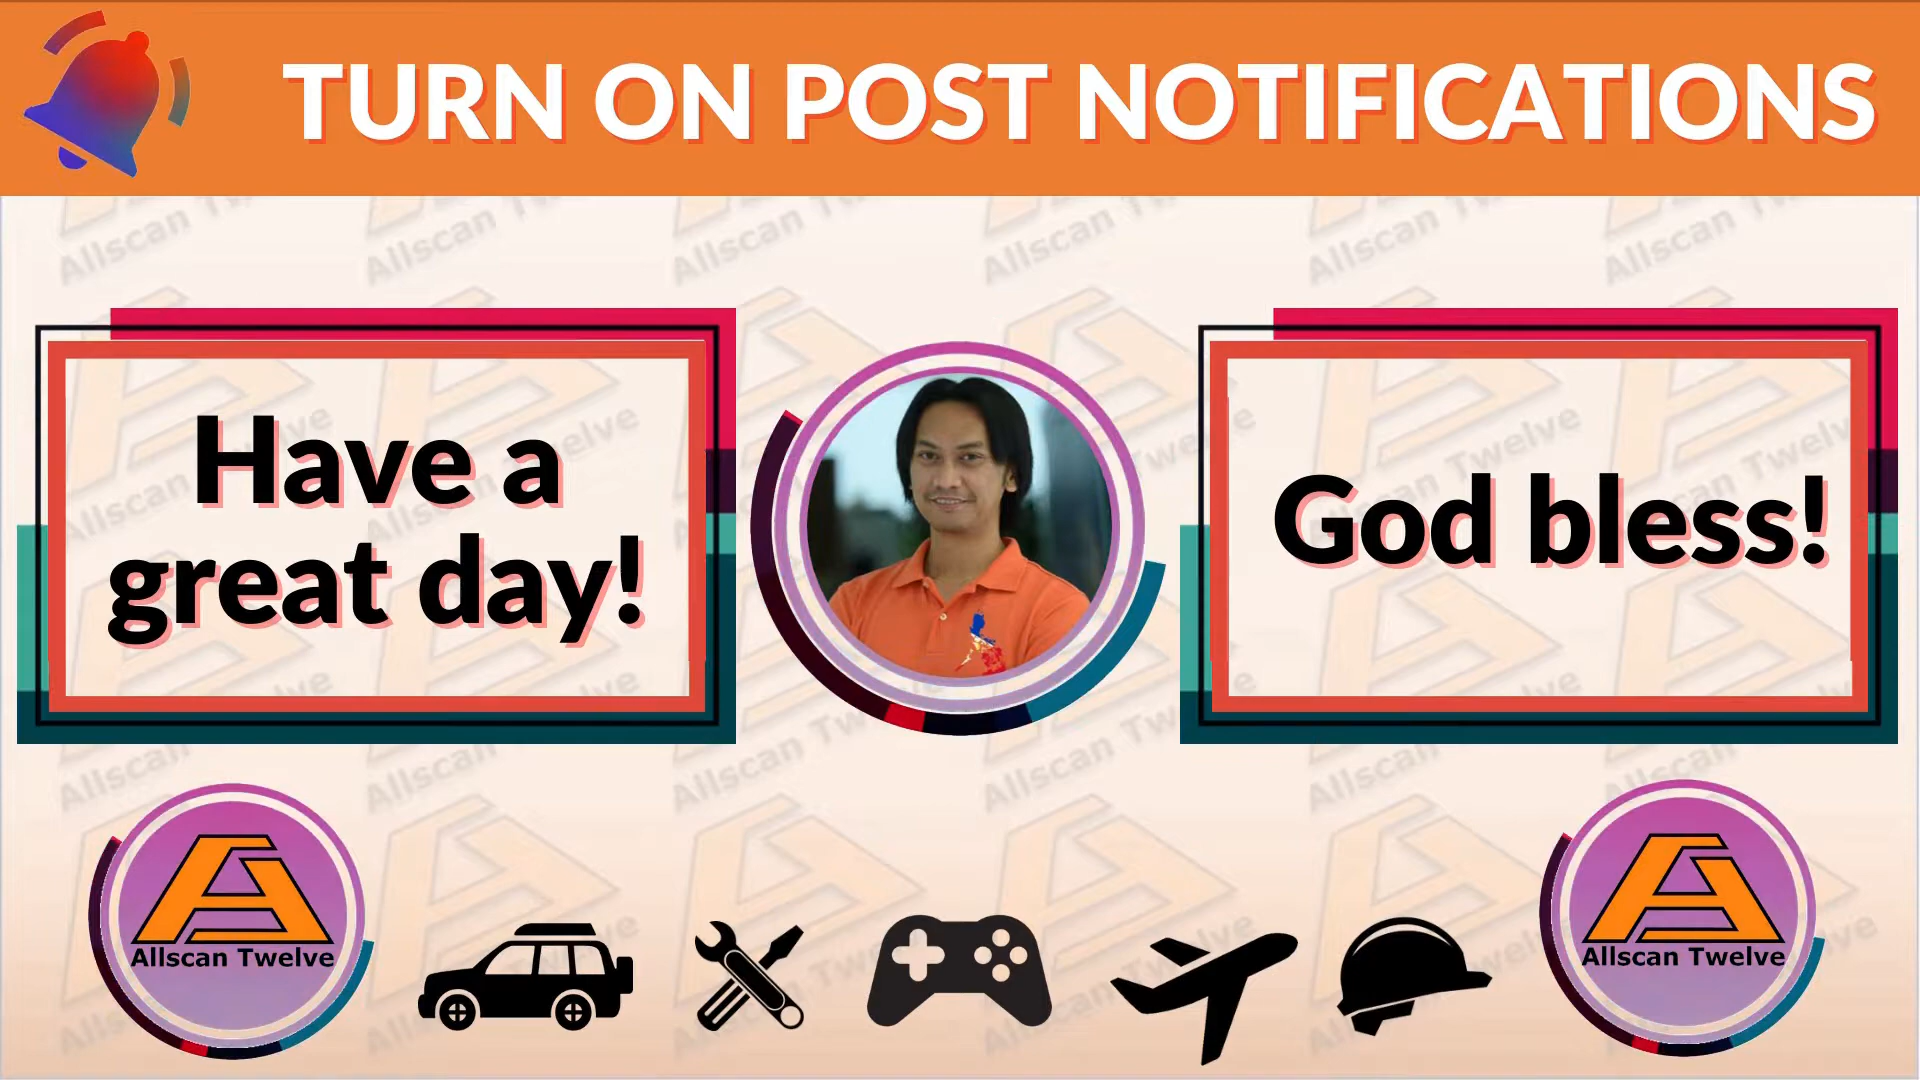 TURN ON POST NOTIFICATIONS
Have a
great day!
God bless!
Allscan Twelve
Allscan Twelve